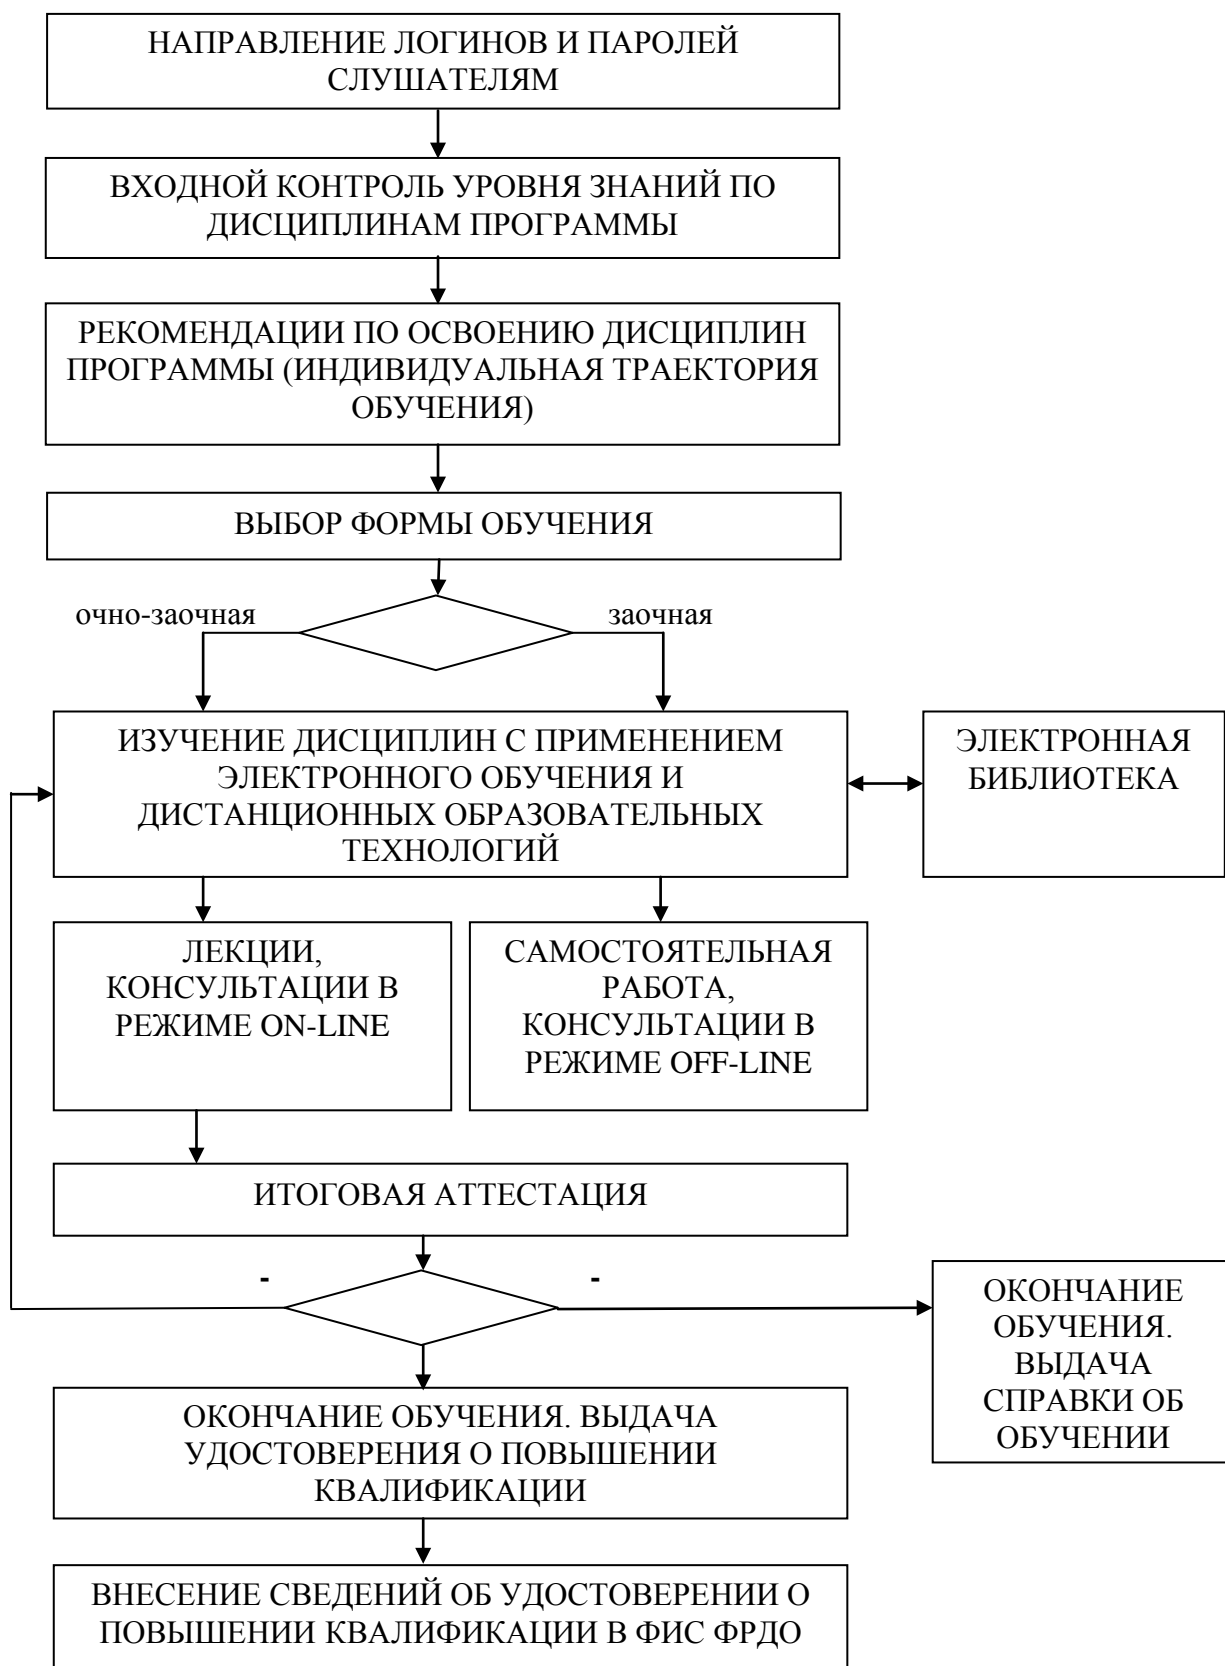 НАПРАВЛЕНИЕ ЛОГИНОВ И ПАРОЛЕЙ
СЛУШАТЕЛЯМ
ВХОДНОЙ КОНТРОЛЬ УРОВНЯ ЗНАНИЙ ПО
ДИСЦИПЛИНАМ ПРОГРАММЫ
РЕКОМЕНДАЦИИ ПО ОСВОЕНИЮ ДИСЦИПЛИН
ПРОГРАММЫ (ИНДИВИДУАЛЬНАЯ ТРАЕКТОРИЯ
ОБУЧЕНИЯ)
ВЫБОР ФОРМЫ ОБУЧЕНИЯ
очно-заочная
заочная
ИЗУЧЕНИЕ ДИСЦИПЛИН С ПРИМЕНЕНИЕМ
ЭЛЕКТРОННОГО ОБУЧЕНИЯ И
ДИСТАНЦИОННЫХ ОБРАЗОВАТЕЛЬНЫХ
ТЕХНОЛОГИЙ
ЭЛЕКТРОННАЯ
БИБЛИОТЕКА
ЛЕКЦИИ,
КОНСУЛЬТАЦИИ В
РЕЖИМЕ ON-LINE
САМОСТОЯТЕЛЬНАЯ
РАБОТА,
КОНСУЛЬТАЦИИ В
РЕЖИМЕ OFF-LINE
ИТОГОВАЯ АТТЕСТАЦИЯ
-
-
ОКОНЧАНИЕ
ОБУЧЕНИЯ.
ВЫДАЧА
СПРАВКИ ОБ
ОБУЧЕНИИ
ОКОНЧАНИЕ ОБУЧЕНИЯ. ВЫДАЧА
УДОСТОВЕРЕНИЯ О ПОВЫШЕНИИ
КВАЛИФИКАЦИИ
ВНЕСЕНИЕ СВЕДЕНИЙ ОБ УДОСТОВЕРЕНИИ О
ПОВЫШЕНИИ КВАЛИФИКАЦИИ В ФИС ФРДО